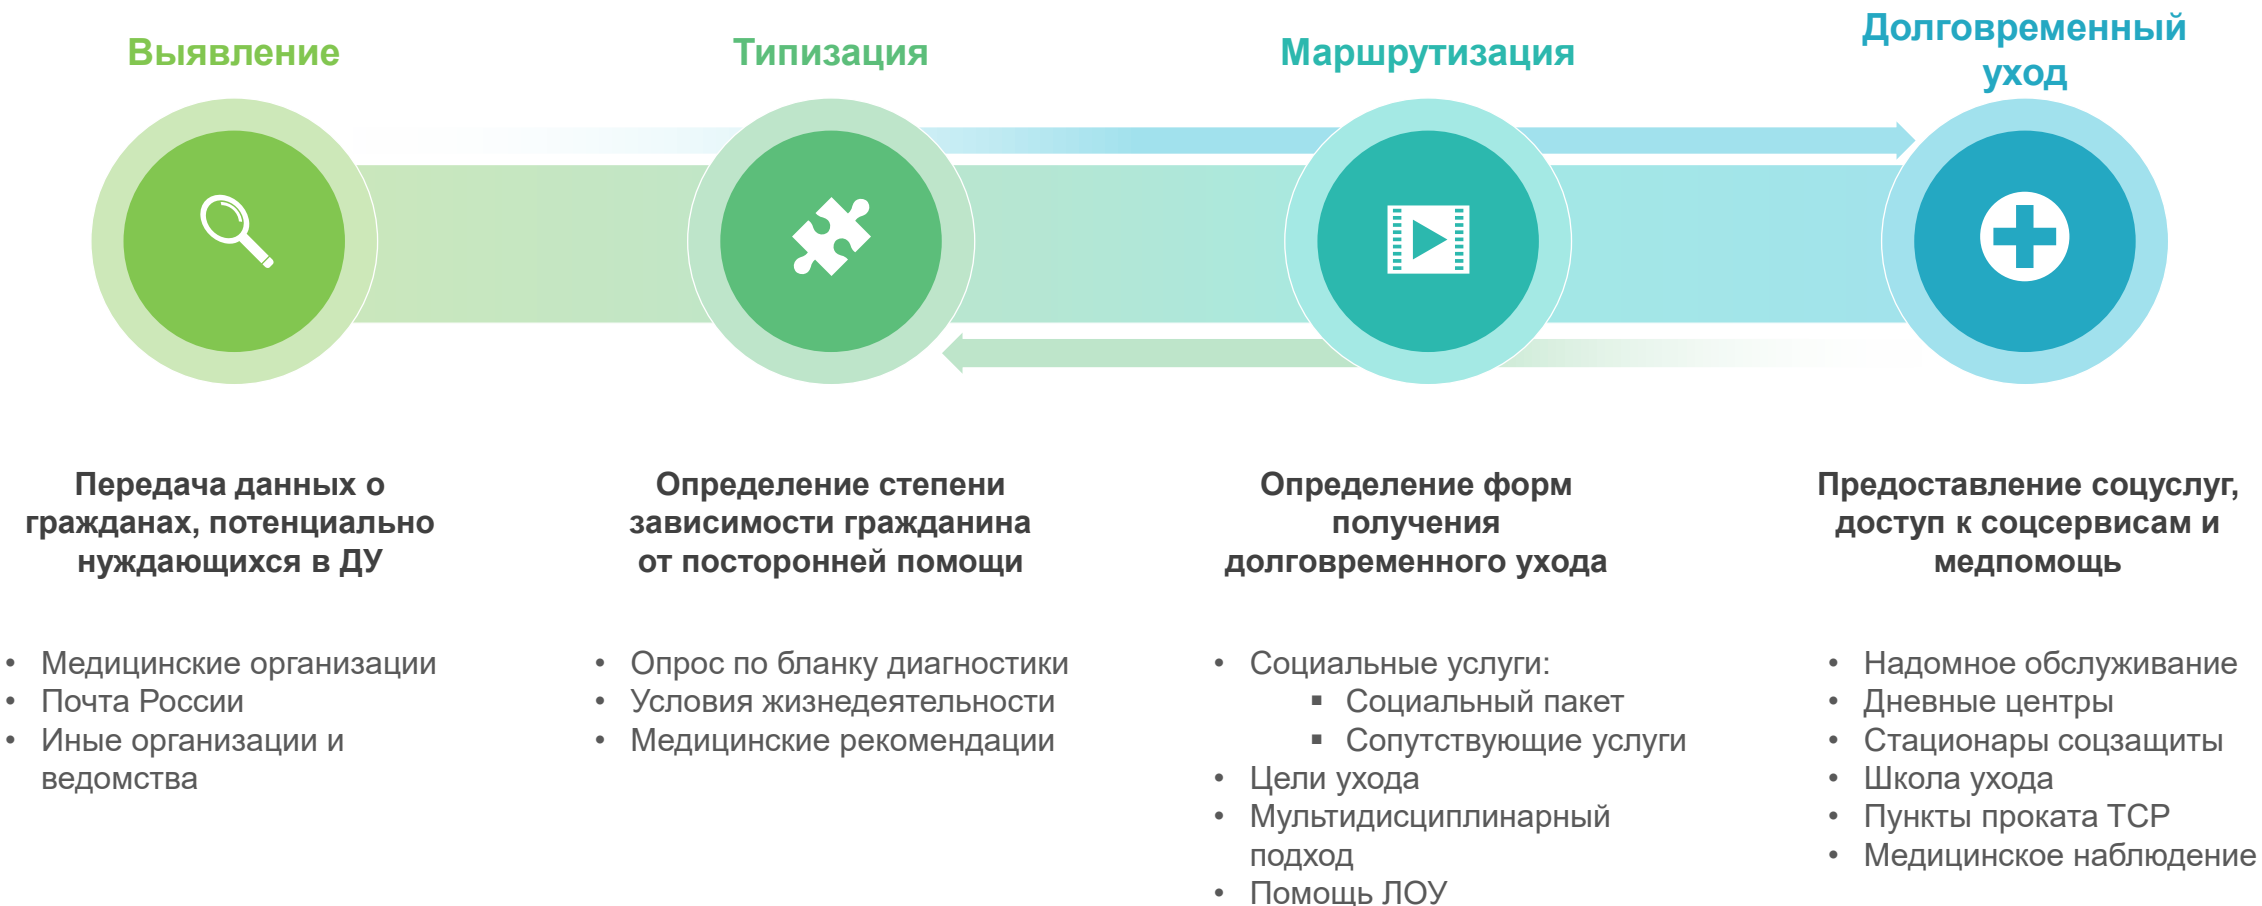 Выявление
Типизация
Маршрутизация
Долговременный
уход
Передача данных о
гражданах, потенциально
нуждающихся в ДУ
Определение степени
зависимости гражданина
от посторонней помощи
Определение форм
получения
долговременного ухода
Предоставление соцуслуг,
доступ к соцсервисам и
медпомощь
• Медицинские организации
• Почта России
• Иные организации и
ведомства
• Опрос по бланку диагностики
• Условия жизнедеятельности
• Медицинские рекомендации
• Социальные услуги:
▪ Социальный пакет
▪ Сопутствующие услуги
• Цели ухода
• Мультидисциплинарный
подход
• Помощь ЛОУ
• Надомное обслуживание
• Дневные центры
• Стационары соцзащиты
• Школа ухода
• Пункты проката ТСР
• Медицинское наблюдение